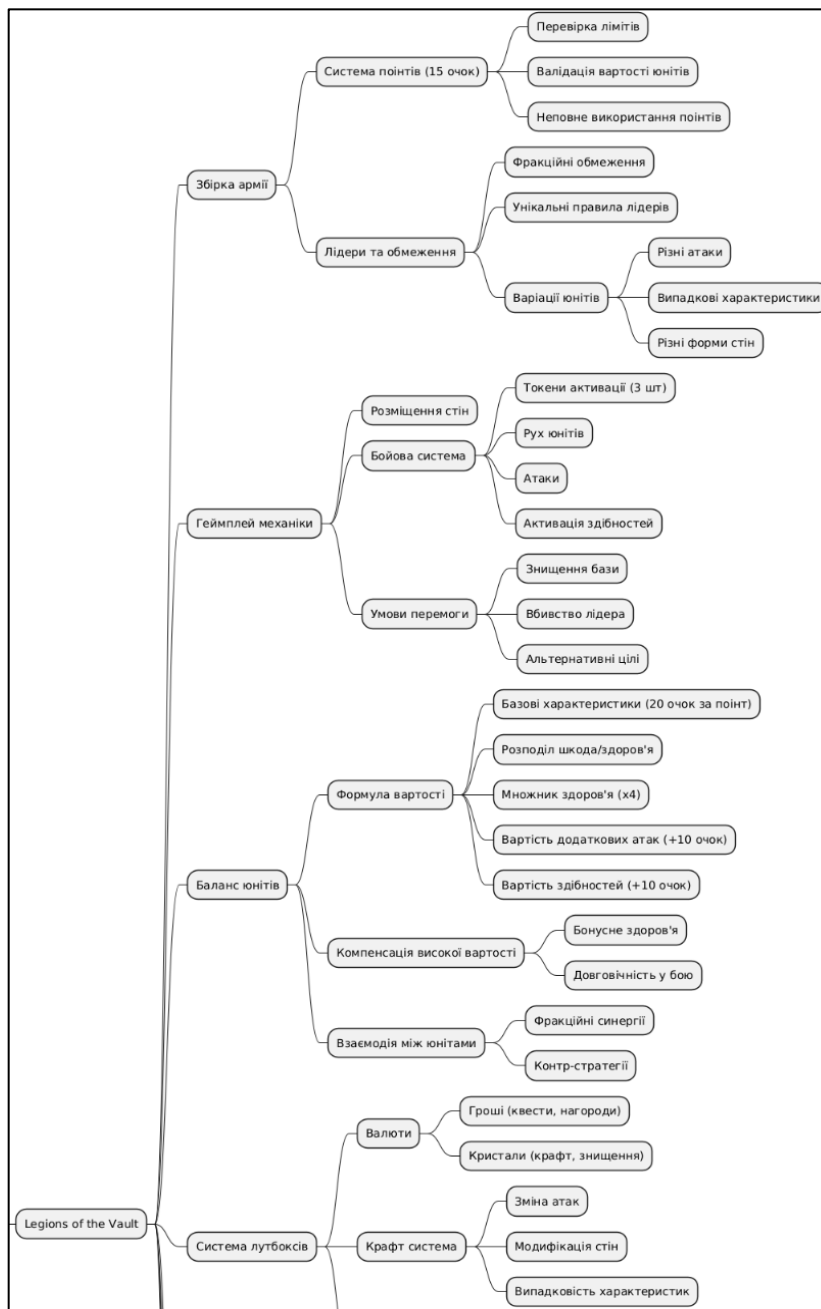 Перевірка лімітів
Система поінтів (15 очок)
Валідація вартості юнітів
Неповне використання поінтів
Збірка армії
Фракційні обмеження
Унікальні правила лідерів
Лідери та обмеження
Різні атаки
Варіації юнітів
Випадкові характеристики
Різні форми стін
Розміщення стін
Токени активації (3 шт)
Рух юнітів
Бойова система
Атаки
Активація здібностей
Геймплей механіки
Знищення бази
Умови перемоги
Вбивство лідера
Альтернативні цілі
Базові характеристики (20 очок за поінт)
Розподіл шкода/здоров'я
Формула вартості
Множник здоров'я (x4)
Вартість додаткових атак (+10 очок)
Вартість здібностей (+10 очок)
Баланс юнітів
Бонусне здоров'я
Компенсація високої вартості
Довговічність у бою
Фракційні синергії
Взаємодія між юнітами
Контр-стратегії
Гроші (квести, нагороди)
Валюти
Кристали (крафт, знищення)
Legions of the Vault
Зміна атак
Система лутбоксів
Крафт система
Модифікація стін
Випадковість характеристик